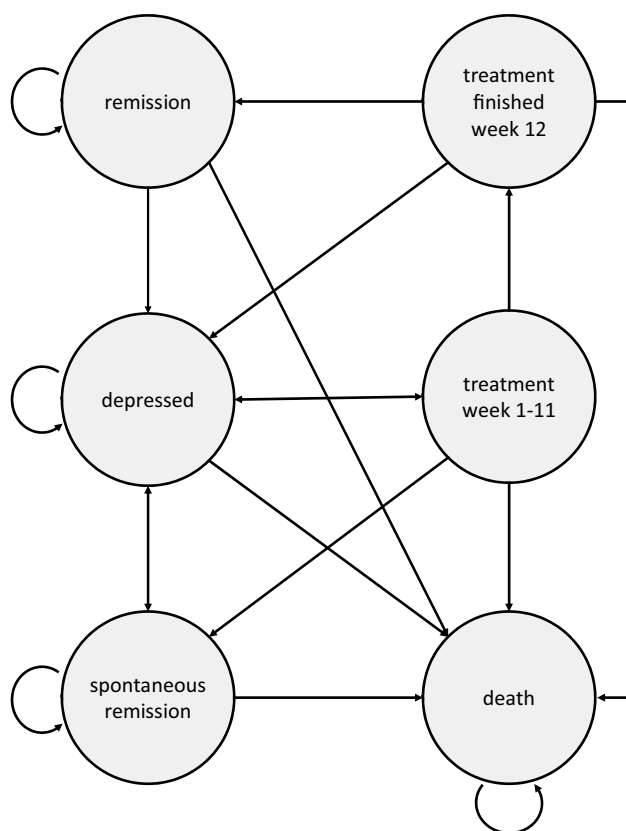 remission
treatment
finished
week 12
depressed
treatment
week 1-11
spontaneous
remission
death